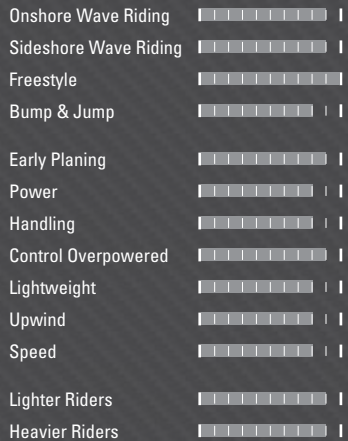 Onshore Wave Riding
Sideshore Wave Riding
Freestyle
Bump & Jump
Early Planing
Power
Handling
Control Overpowered
Lightweight
Upwind
Speed
Lighter Riders
Heavier Riders